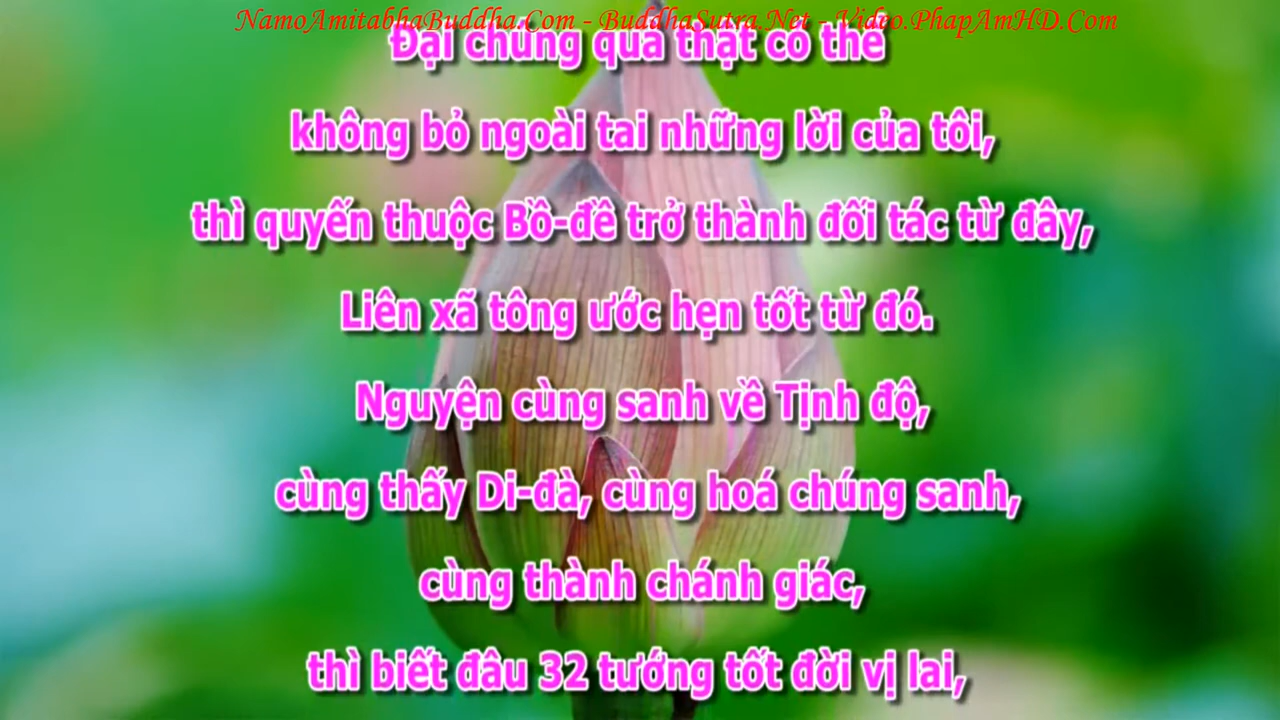 NamoAmitabhaBuddha.Com - BuddhaSutra.Net - Video.PhapAmHD.Com
Đại chúng quả thật có thể
không bỏ ngoài tai những lời của tôi,
thì quyến thuộc Bồ-đề trở thành đối tác từ đây,
Liên xã tông ước hẹn tốt từ đó.
Nguyện cùng sanh về Tịnh độ,
cùng thấy Di-đà, cùng hoá chúng sanh,
cùng thành chánh giác,
thì biết đâu 32 tướng tốt đời vị lai,